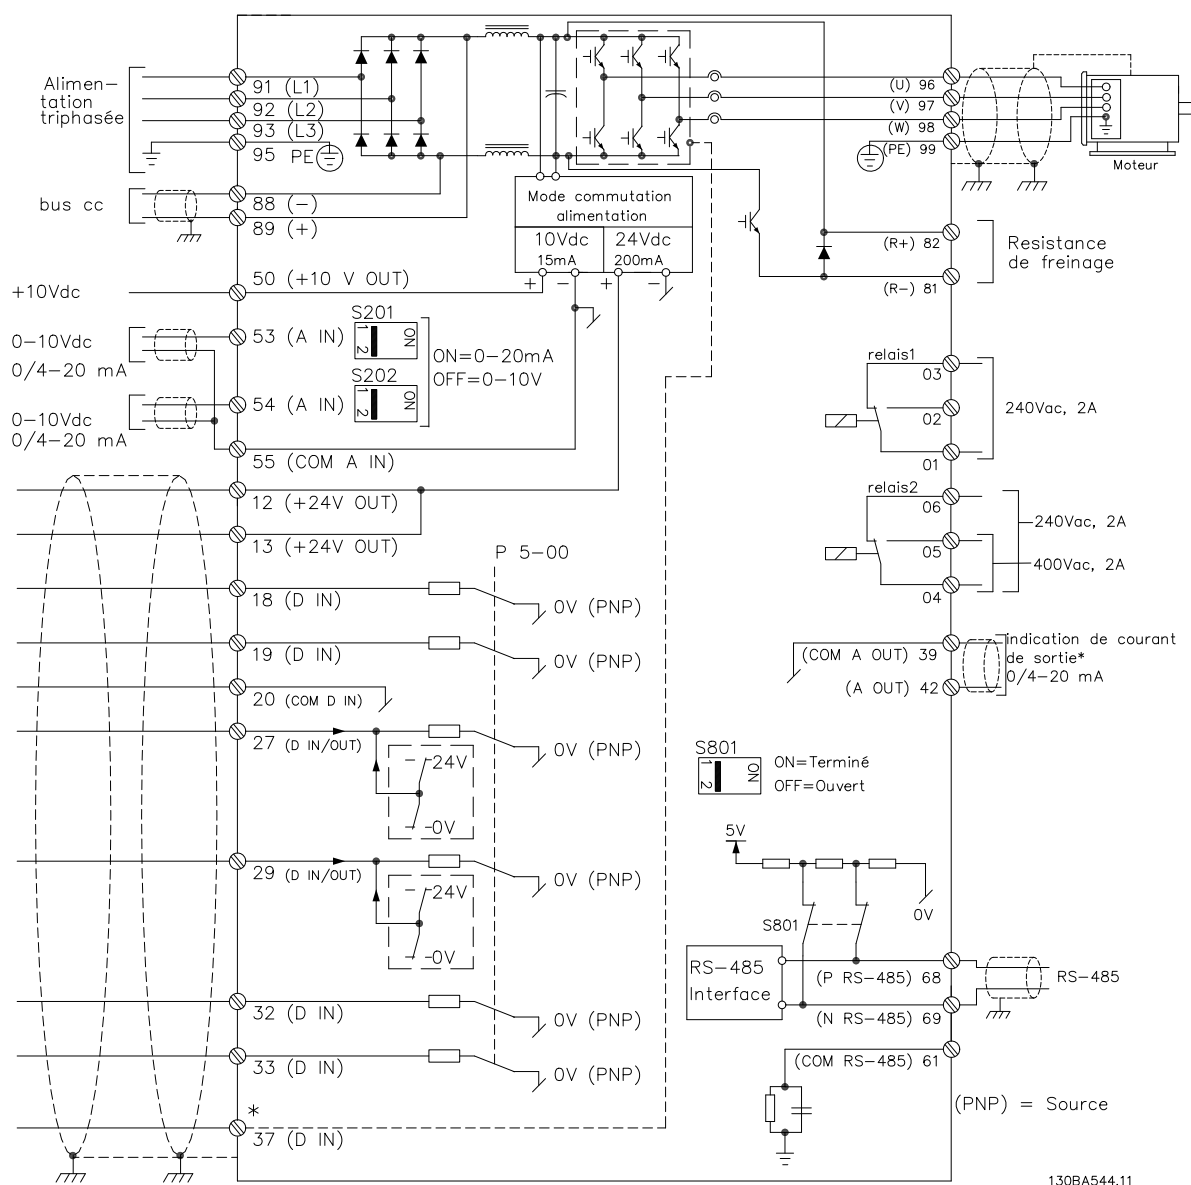 Alimen-
tation
triphasée
91 (L1)
92 (L2)
93 (L3)
95 PE
bus cc
88 (-)
89 (+)
50 (+10 V OUT)
+10Vdc
0-10Vdc
0/4-20 mA
53 (A IN)
S201
1
2
ON
ON=0-20mA
OFF=0-10V
0-10Vdc
0/4-20 mA
54 (A IN)
S202
1
2
ON
55 (COM A IN)
12 (+24V OUT)
13 (+24V OUT)
P 5-00
18 (D IN)
0V (PNP)
19 (D IN)
0V (PNP)
20 (COM D IN)
27 (D IN/OUT)
0V (PNP)
24V
0V
29 (D IN/OUT)
0V (PNP)
24V
0V
32 (D IN)
0V (PNP)
33 (D IN)
0V (PNP)
*
37 (D IN)
Mode commutation
alimentation
10Vdc
15mA
24Vdc
200mA
+ - + -
(U) 96
(V) 97
(W) 98
(PE) 99
Moteur
(R+) 82
Resistance
de freinage
(R-) 81
relais1
03
02
01
240Vac, 2A
relais2
06
05
04
240Vac, 2A
400Vac, 2A
(COM A OUT) 39
(A OUT) 42
indication de courant
de sortie*
0/4-20 mA
S801
1
2
ON
ON=Terminé
OFF=Ouvert
5V
0V
S801
RS-485
Interface
(P RS-485) 68
RS-485
(N RS-485) 69
(COM RS-485) 61
(PNP) = Source
130BA544.11